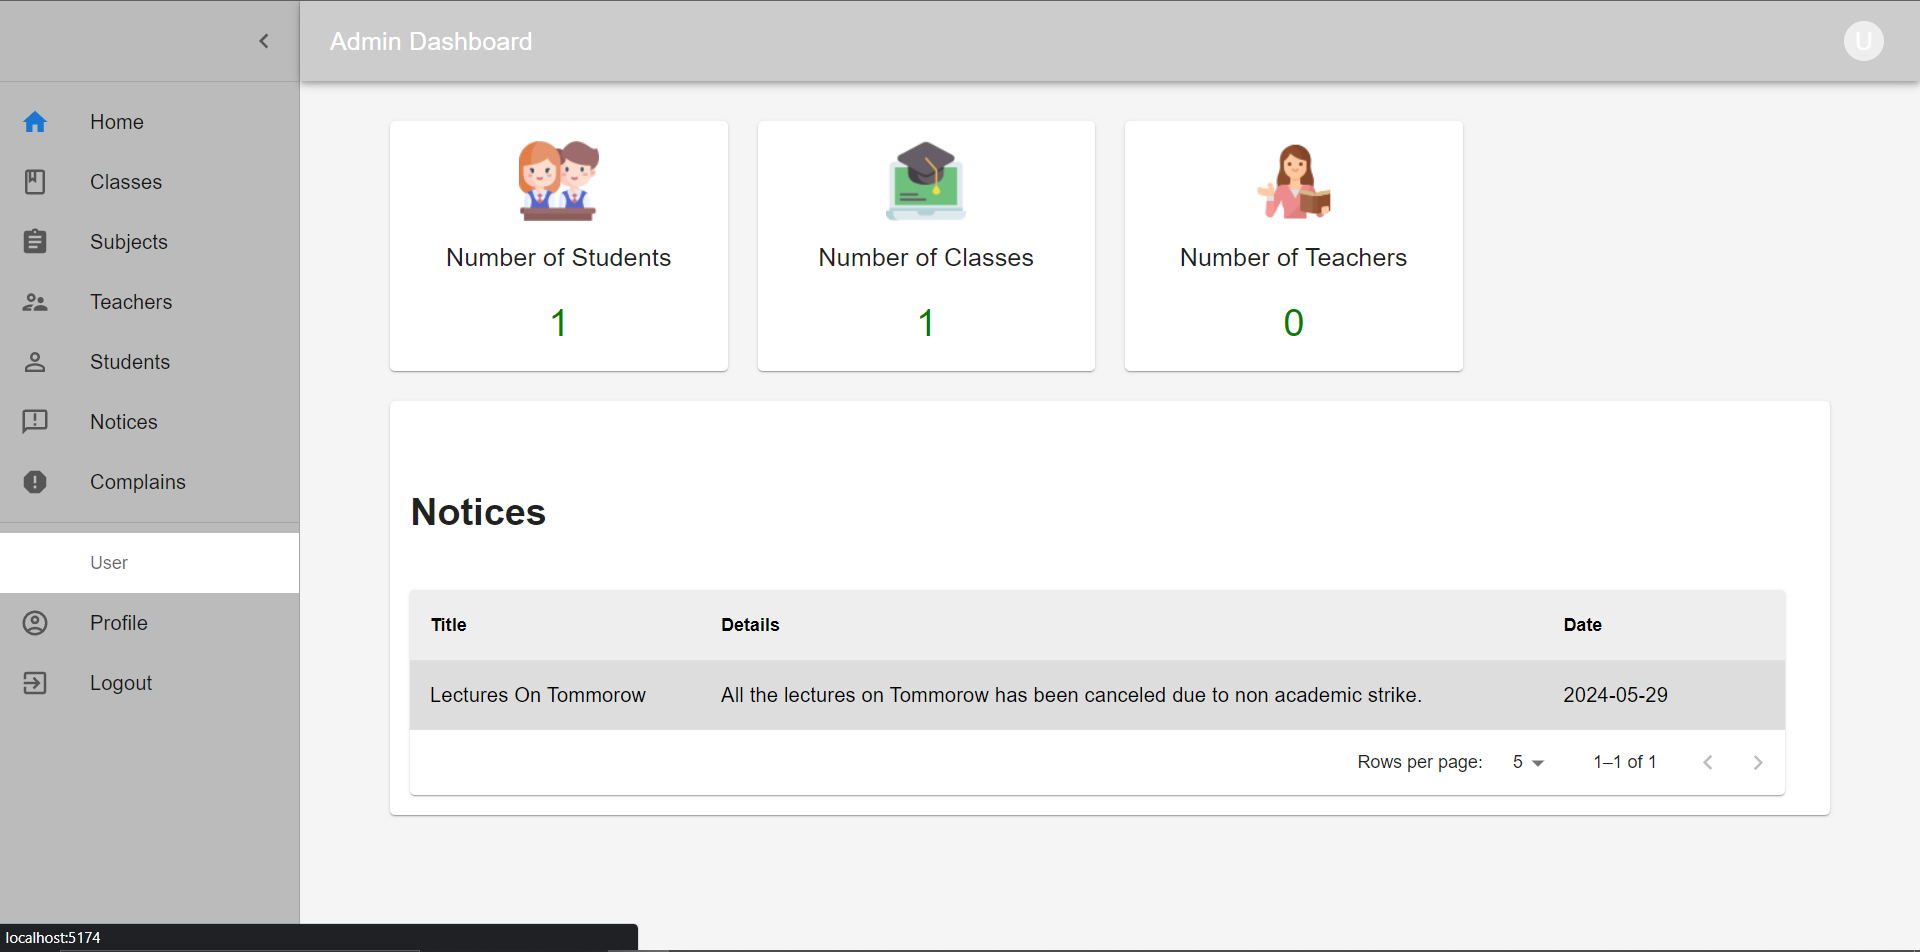 Admin Dashboard
U
Home
Classes
Subjects
Teachers
Students
Notices
Complains
User
Profile
Logout
Number of Students
1
Number of Classes
1
Number of Teachers
0
Notices
Title Details Date
Lectures On Tommorow All the lectures on Tommorow has been canceled due to non academic strike. 2024-05-29
Rows per page: 5 1–1 of 1
localhost:5174